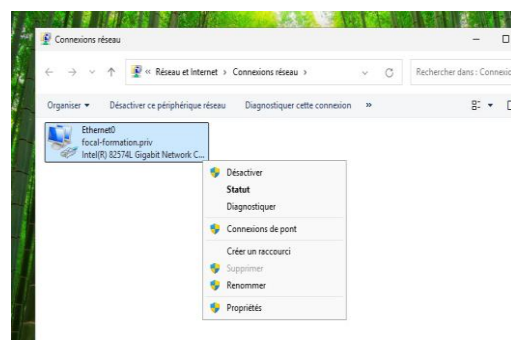 Connexions réseau
« Réseau et Internet › Connexions réseau ›
Rechercher dans : Connexio
Organiser
Désactiver ce périphérique réseau
Diagnostiquer cette connexion
»
Ethernet0
focal-formation.priv
Intel(R) 82574L Gigabit Network C...
Désactiver
Statut
Diagnostiquer
Connexions de pont
Créer un raccourci
Supprimer
Renommer
Propriétés